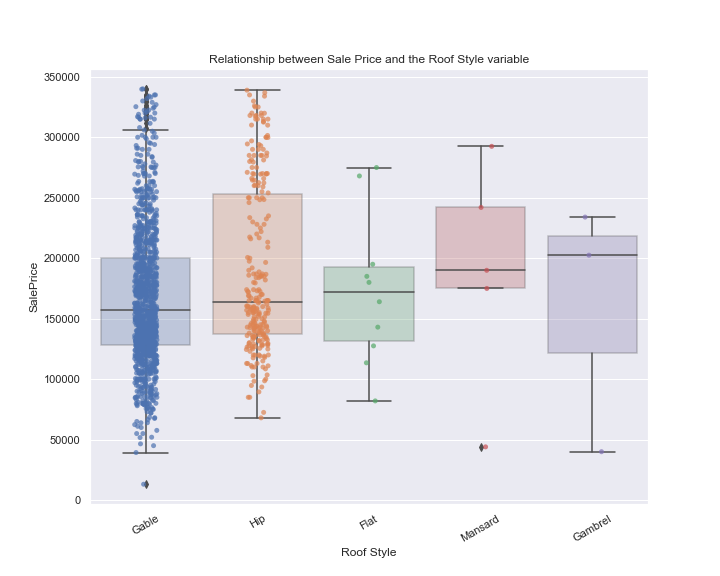 Relationship between Sale Price and the Roof Style variable
350000
300000
250000
200000
150000
100000
50000
0
SalePrice
Gable
Hip
Flat
Mansard
Gambrel
Roof Style